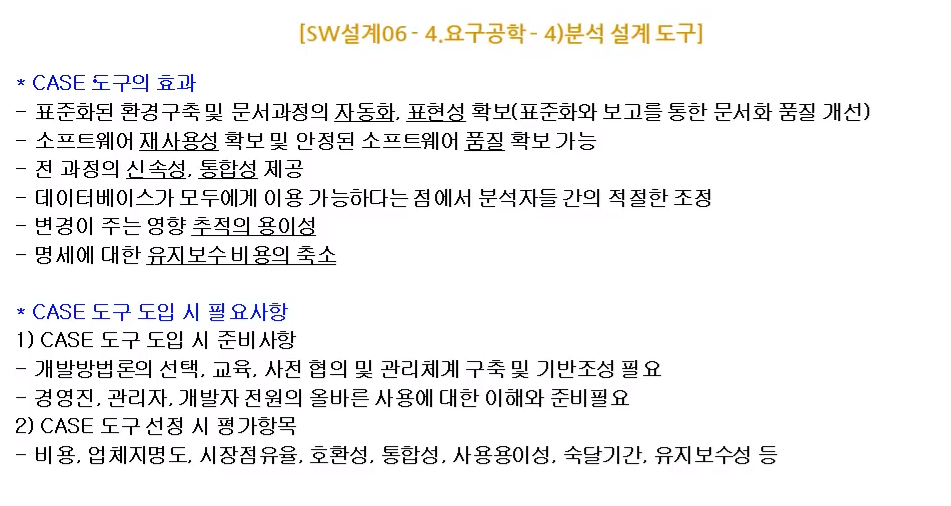 [SW설계06 - 4.요구공학 - 4)분석 설계 도구]
* CASE 도구의 효과
- 표준화된 환경구축 및 문서과정의 자동화, 표현성 확보(표준화와 보고를 통한 문서화 품질 개선)
- 소프트웨어 재사용성 확보 및 안정된 소프트웨어 품질 확보 가능
- 전 과정의 신속성, 통합성 제공
- 데이터베이스가 모두에게 이용 가능하다는 점에서 분석자들 간의 적절한 조정
- 변경이 주는 영향 추적의 용이성
- 명세에 대한 유지보수 비용의 축소
* CASE 도구 도입 시 필요사항
1) CASE 도구 도입 시 준비사항
- 개발방법론의 선택, 교육, 사전 협의 및 관리체계 구축 및 기반조성 필요
- 경영진, 관리자, 개발자 전원의 올바른 사용에 대한 이해와 준비필요
2) CASE 도구 선정 시 평가항목
- 비용, 업체지명도, 시장점유율, 호환성, 통합성, 사용용이성, 숙달기간, 유지보수성 등